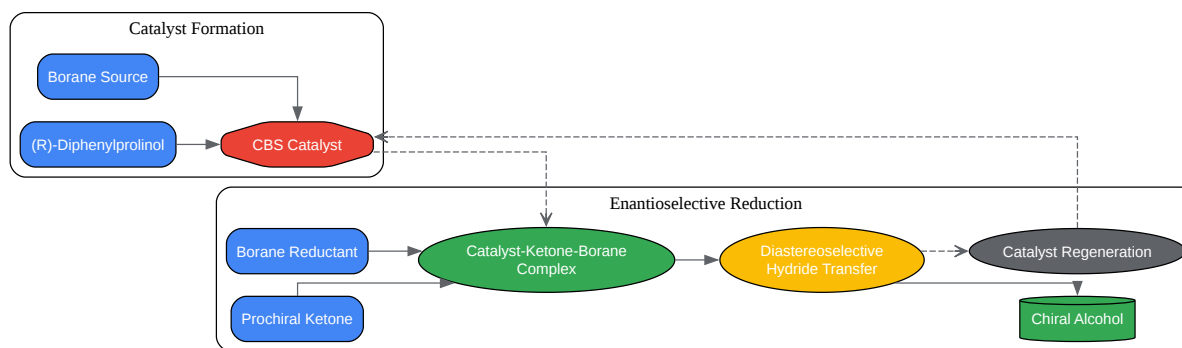 Catalyst Formation
Borane Source
(R)-Diphenylprolinol
CBS Catalyst
Enantioselective Reduction
Borane Reductant
Catalyst-Ketone-Borane
Complex
Diastereoselective
Hydride Transfer
Catalyst Regeneration
Prochiral Ketone
Chiral Alcohol